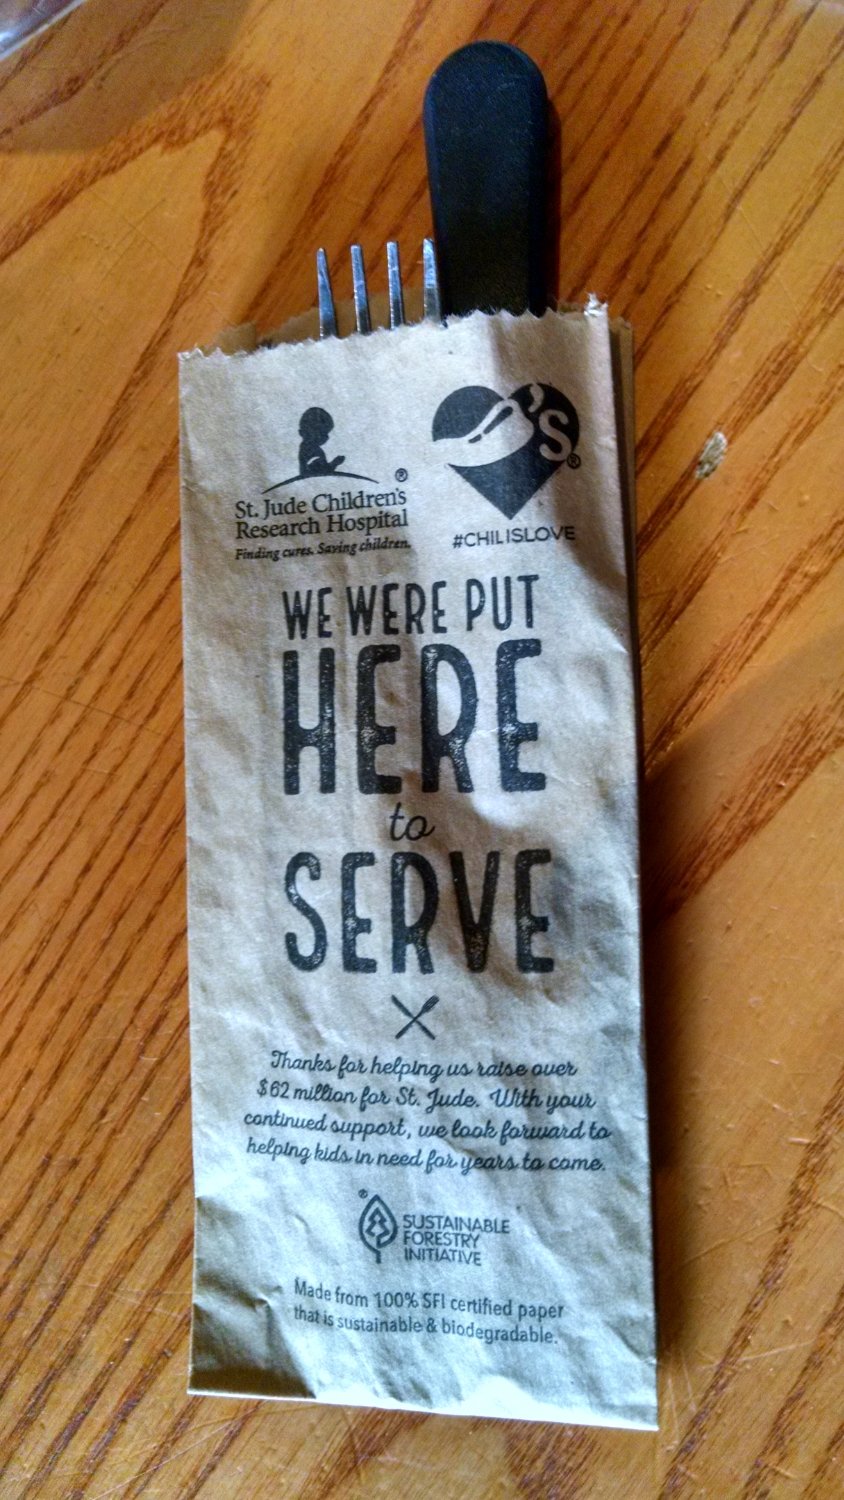 St. Jude Children's
Research Hospital
®
Finding cures. Saving children.
'S
®
#CHILISLOVE
WE WERE PUT
HERE
to
SERVE
Thanks for helping us raise over
$62 million for St. Jude. With your
continued support, we look forward to
helping kids in need for years to come.
®
SUSTAINABLE
FORESTRY
INITIATIVE
Made from 100% SFI certified paper
that is sustainable & biodegradable.